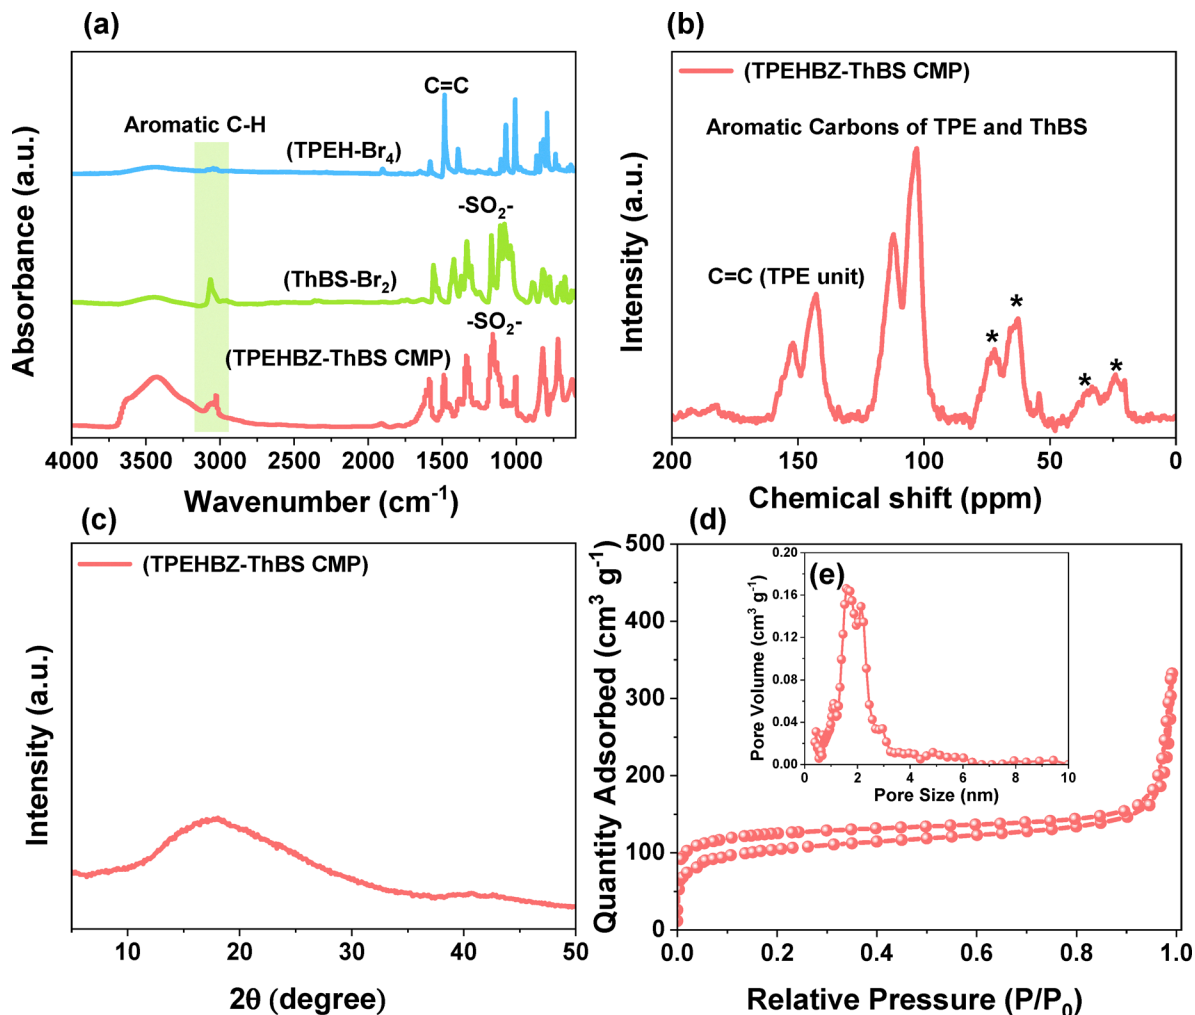 (a)
C=C
Aromatic C-H
(TPEH-Br4)
-SO2-
(ThBS-Br2)
-SO2-
(TPEHBZ-ThBS CMP)
Absorbance (a.u.)
4000 3500 3000 2500 2000 1500 1000
Wavenumber (cm-1)
(b)
(TPEHBZ-ThBS CMP)
Aromatic Carbons of TPE and ThBS
C=C (TPE unit)
* * * *
Intensity (a.u.)
200 150 100 50 0
Chemical shift (ppm)
(c)
(TPEHBZ-ThBS CMP)
Intensity (a.u.)
10 20 30 40 50
2θ (degree)
(d)
Quantity Adsorbed (cm3 g-1)
500
400
300
200
100
0
0.0 0.2 0.4 0.6 0.8 1.0
Relative Pressure (P/P0)
(e)
Pore Volume (cm3 g-1)
0.20
0.16
0.12
0.08
0.04
0.00
0 2 4 6 8 10
Pore Size (nm)